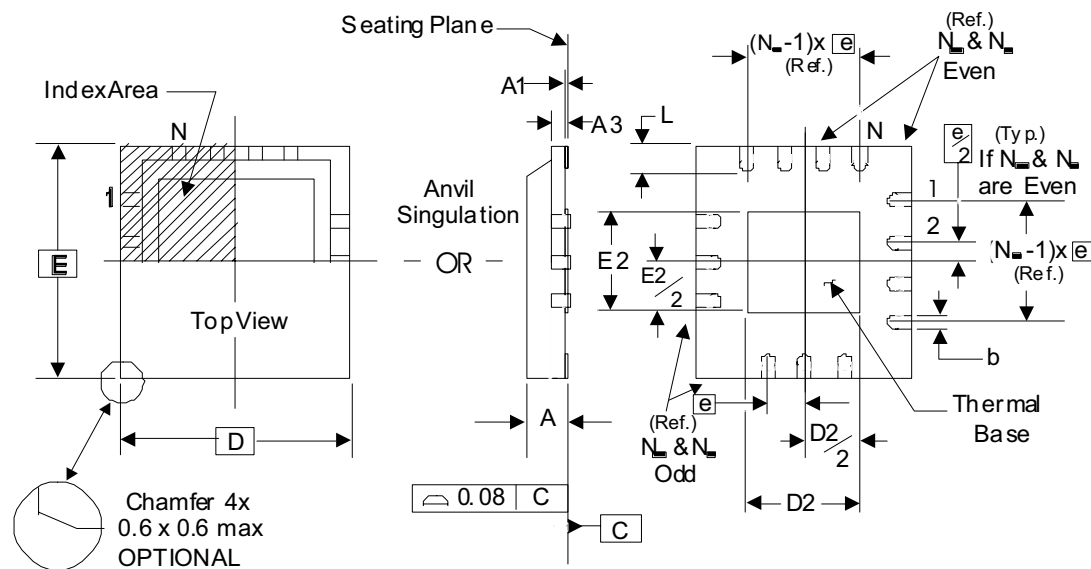 Seating Plane
(Ref.)
N & N
Even
(N -1)x e
(Ref.)
A1
Index Area
A3
L
N
N
e/2
(Typ.)
If N & N
are Even
1
Anvil
Singulation
1
2
E
OR
E2
E2/2
(N -1)x e
(Ref.)
Top View
b
e
Thermal
Base
A
(Ref.)
N & N
Odd
D2/2
D
D2
Chamfer 4x
0.6 x 0.6 max
OPTIONAL
0.08 C
C